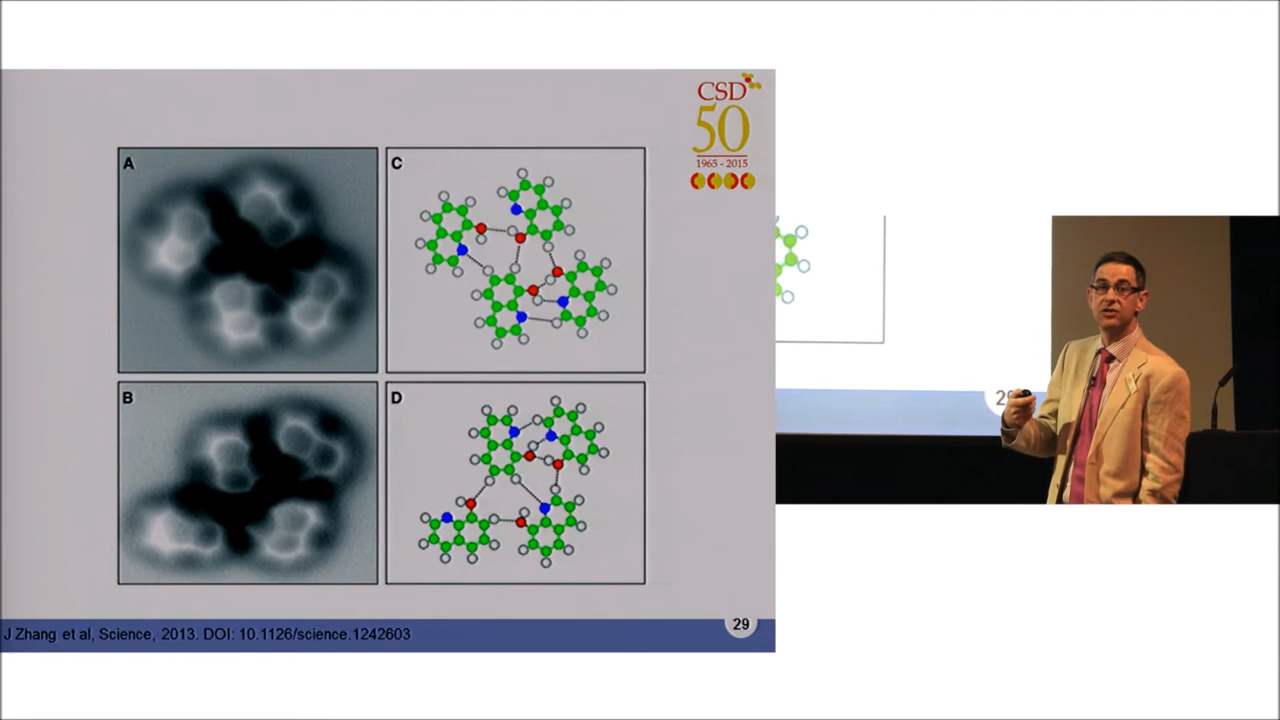 CSD
50
1965 - 2015
A
C
B
D
J Zhang et al, Science, 2013. DOI: 10.1126/science.1242603
29